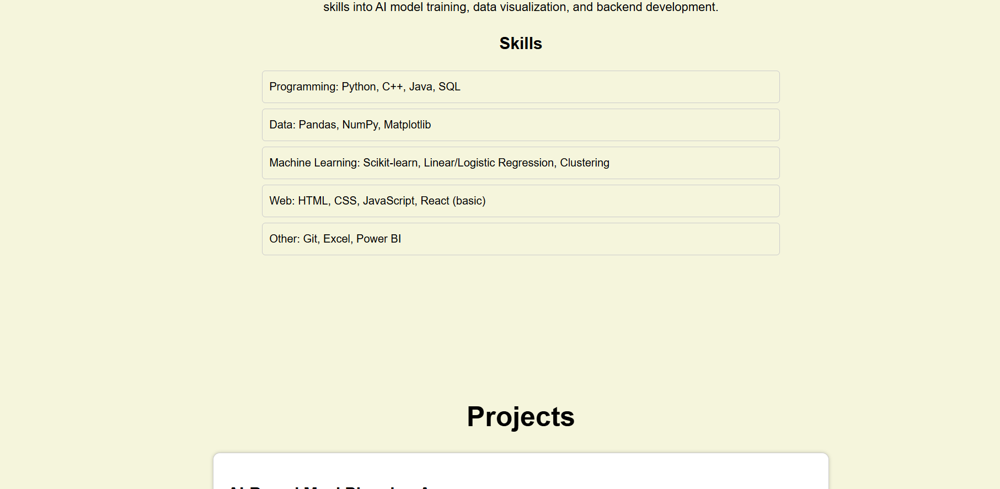 skills into AI model training, data visualization, and backend development.
Skills
Programming: Python, C++, Java, SQL
Data: Pandas, NumPy, Matplotlib
Machine Learning: Scikit-learn, Linear/Logistic Regression, Clustering
Web: HTML, CSS, JavaScript, React (basic)
Other: Git, Excel, Power BI
Projects